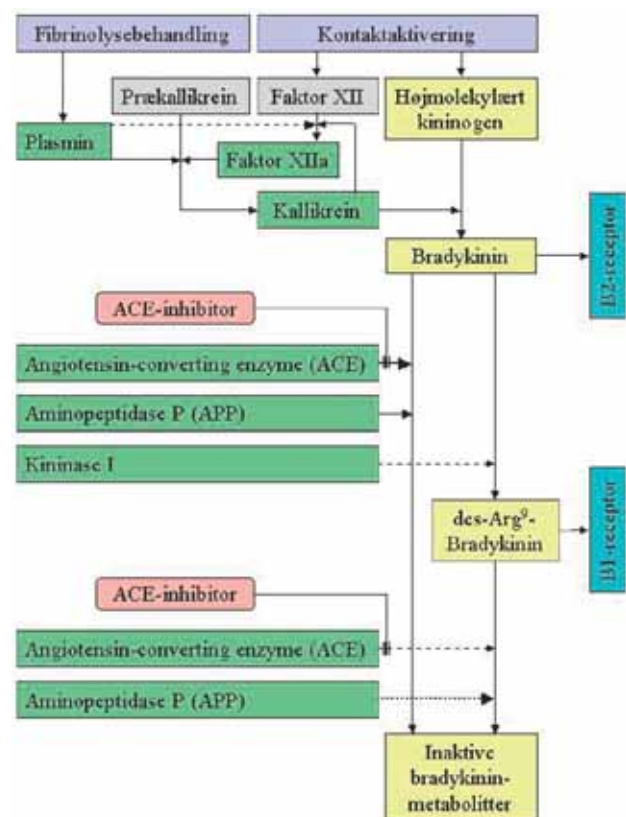 Fibrinolysebehandling
Kontaktaktivering
Prækallikrein
Faktor XII
Højmolekylært
kininogen
Plasmin
Faktor XIIa
Kallikrein
Bradykinin
B2-receptor
ACE-inhibitor
Angiotensin-converting enzyme (ACE)
Aminopeptidase P (APP)
Kininase I
des-Arg⁹-
Bradykinin
B1-receptor
ACE-inhibitor
Angiotensin-converting enzyme (ACE)
Aminopeptidase P (APP)
Inaktive
bradykinin-
metabolitter